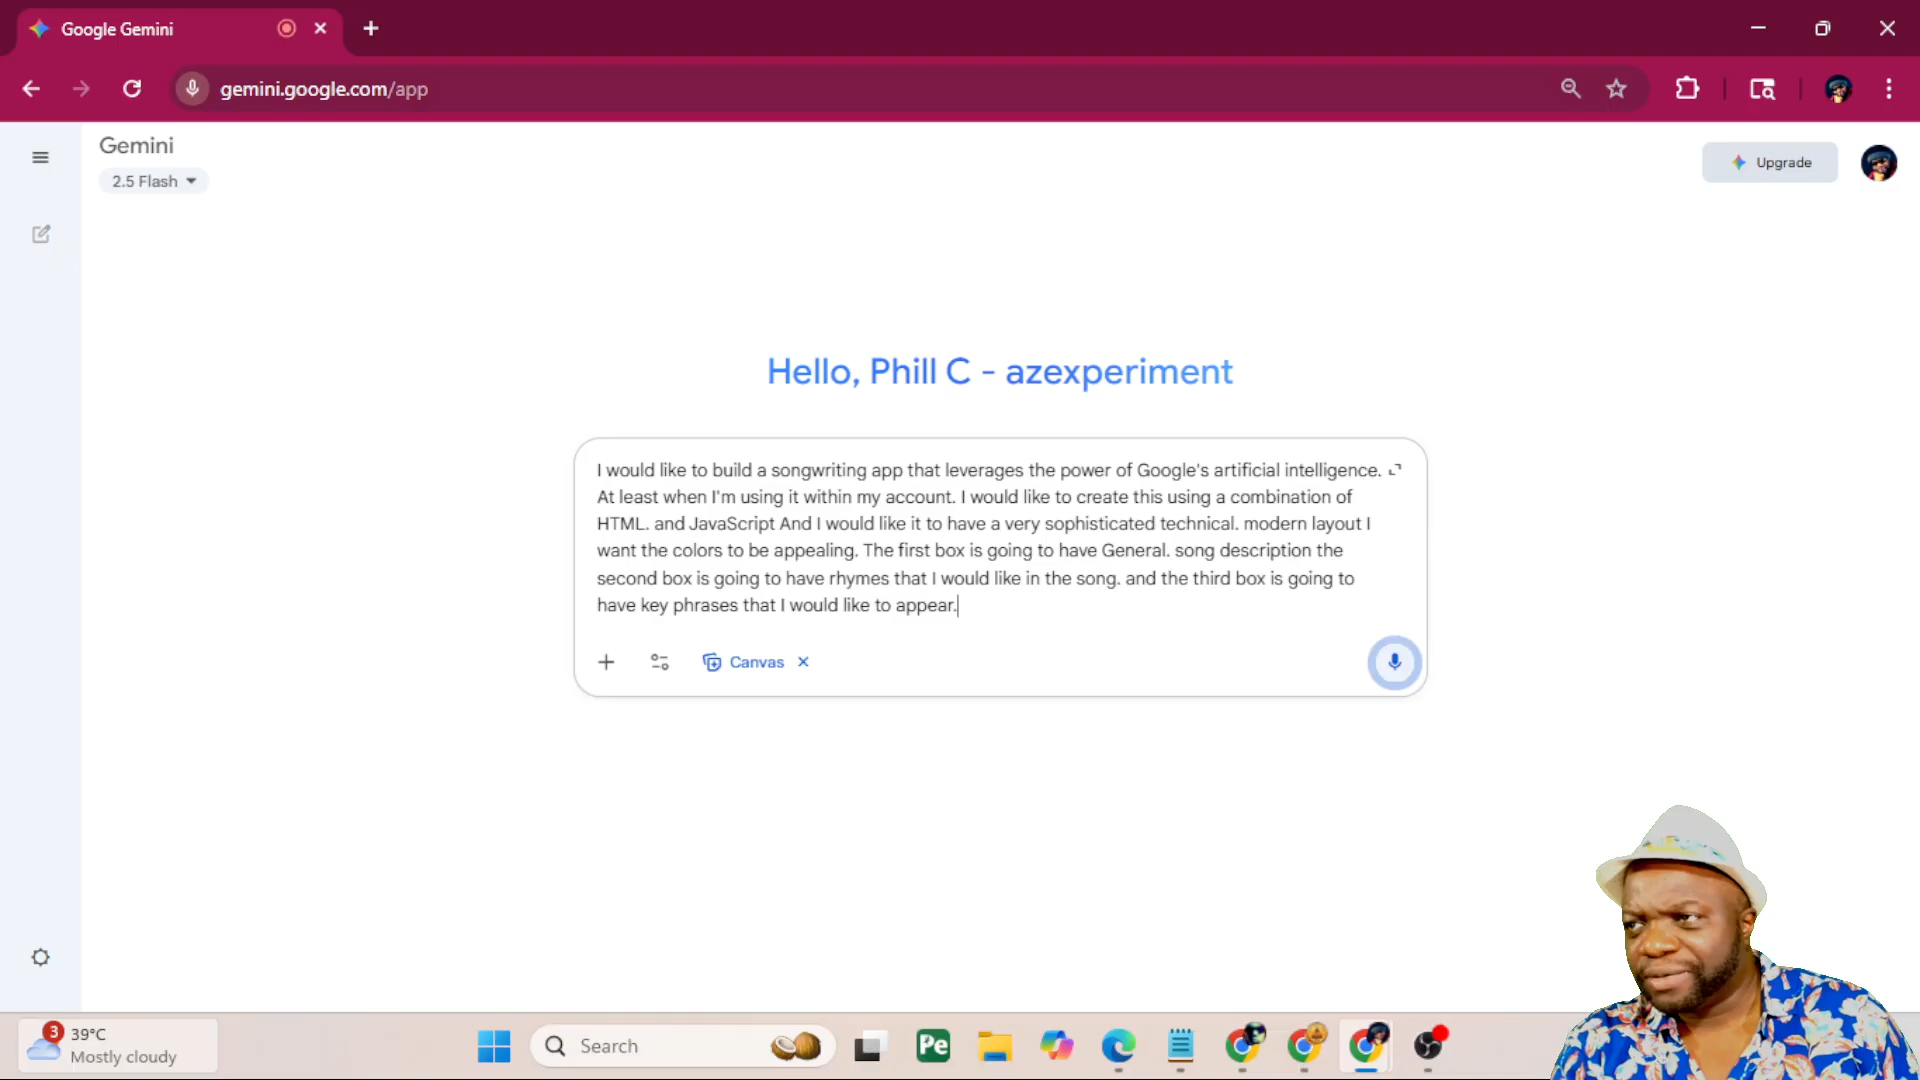 Google Gemini
gemini.google.com/app
Gemini
2.5 Flash
Upgrade
Hello, Phill C - azexperiment
I would like to build a songwriting app that leverages the power of Google's artificial intelligence.
At least when I'm using it within my account. I would like to create this using a combination of
HTML. and JavaScript And I would like it to have a very sophisticated technical. modern layout I
want the colors to be appealing. The first box is going to have General. song description the
second box is going to have rhymes that I would like in the song. and the third box is going to
have key phrases that I would like to appear.
Canvas
3
39°C
Mostly cloudy
Search
Pe